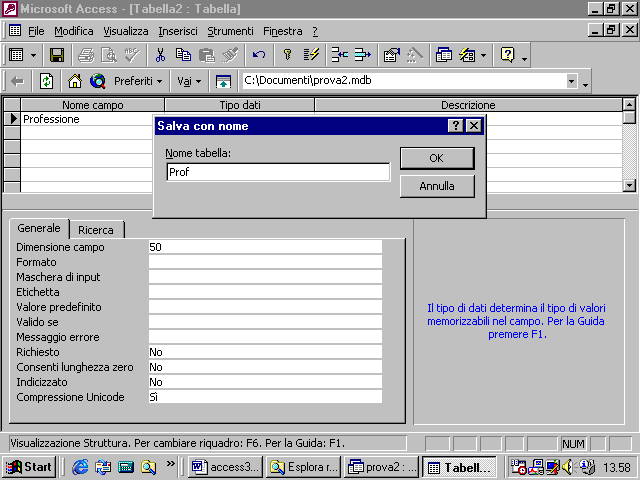 Microsoft Access - [Tabella2 : Tabella]
File Modifica Visualizza Inserisci Strumenti Finestra ?
Preferiti Vai C:\Documenti\prova2.mdb
Nome campo Tipo dati Descrizione
Professione
Salva con nome
Nome tabella:
Prof
OK
Annulla
Generale Ricerca
Dimensione campo 50
Formato
Maschera di input
Etichetta
Valore predefinito
Valido se
Messaggio errore
Richiesto No
Consenti lunghezza zero No
Indicizzato No
Compressione Unicode Sì
Il tipo di dati determina il tipo di valori
memorizzabili nel campo. Per la Guida
premere F1.
Visualizzazione Struttura. Per cambiare riquadro: F6. Per la Guida: F1. NUM
Start » access3... Esplora r... prova2 : ... Tabell... 13.58